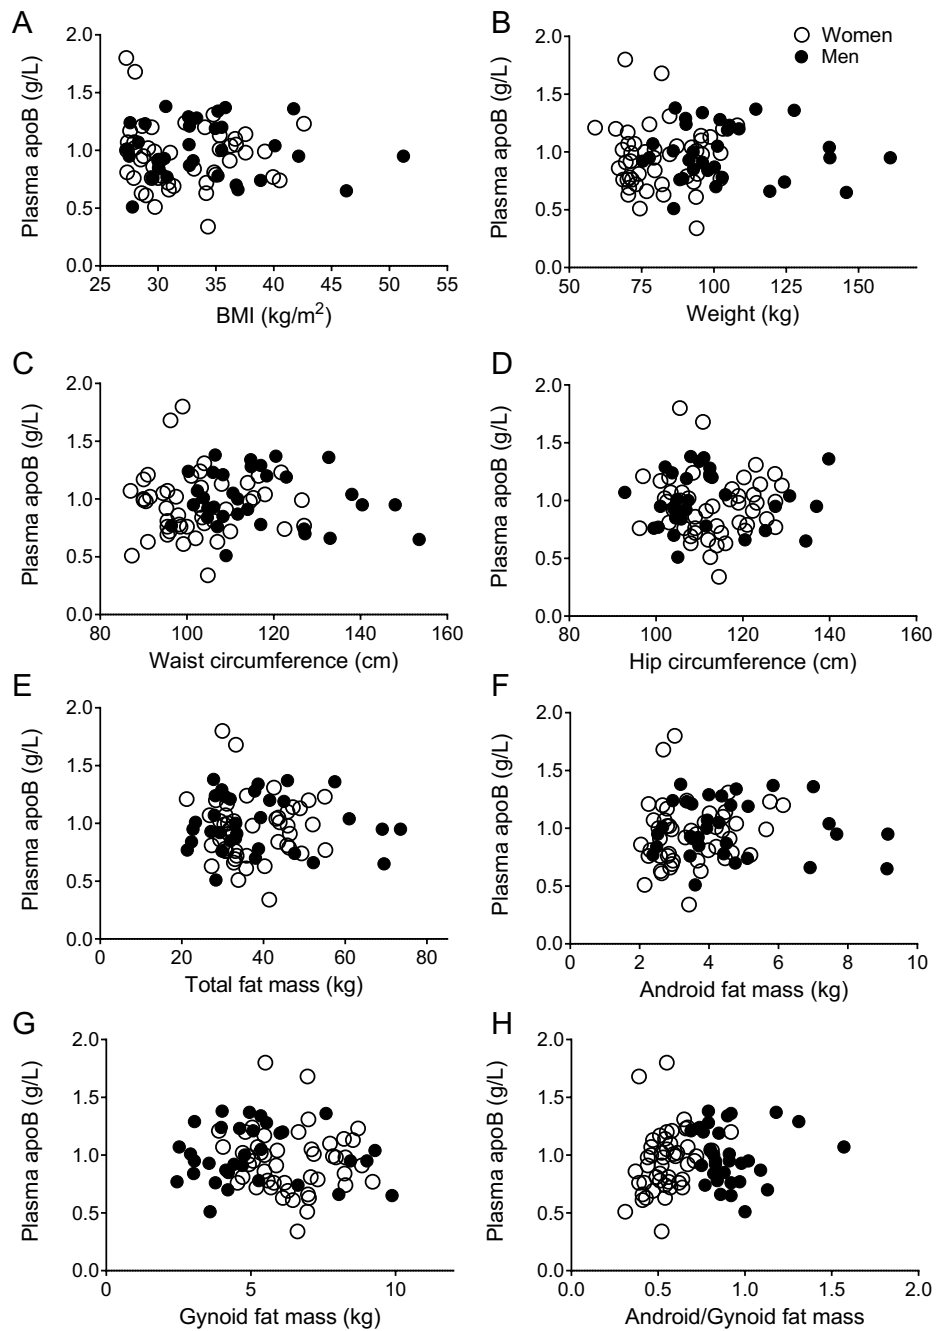 A
Plasma apoB (g/L)
2.0
1.5
1.0
0.5
0.0
25 30 35 40 45 50 55
BMI (kg/m²)
B
Women
Men
Plasma apoB (g/L)
2.0
1.5
1.0
0.5
0.0
50 75 100 125 150
Weight (kg)
C
Plasma apoB (g/L)
2.0
1.5
1.0
0.5
0.0
80 100 120 140 160
Waist circumference (cm)
D
Plasma apoB (g/L)
2.0
1.5
1.0
0.5
0.0
80 100 120 140 160
Hip circumference (cm)
E
Plasma apoB (g/L)
2.0
1.5
1.0
0.5
0.0
0 20 40 60 80
Total fat mass (kg)
F
Plasma apoB (g/L)
2.0
1.5
1.0
0.5
0.0
0 2 4 6 8 10
Android fat mass (kg)
G
Plasma apoB (g/L)
2.0
1.5
1.0
0.5
0.0
0 5 10
Gynoid fat mass (kg)
H
Plasma apoB (g/L)
2.0
1.5
1.0
0.5
0.0
0.0 0.5 1.0 1.5 2.0
Android/Gynoid fat mass